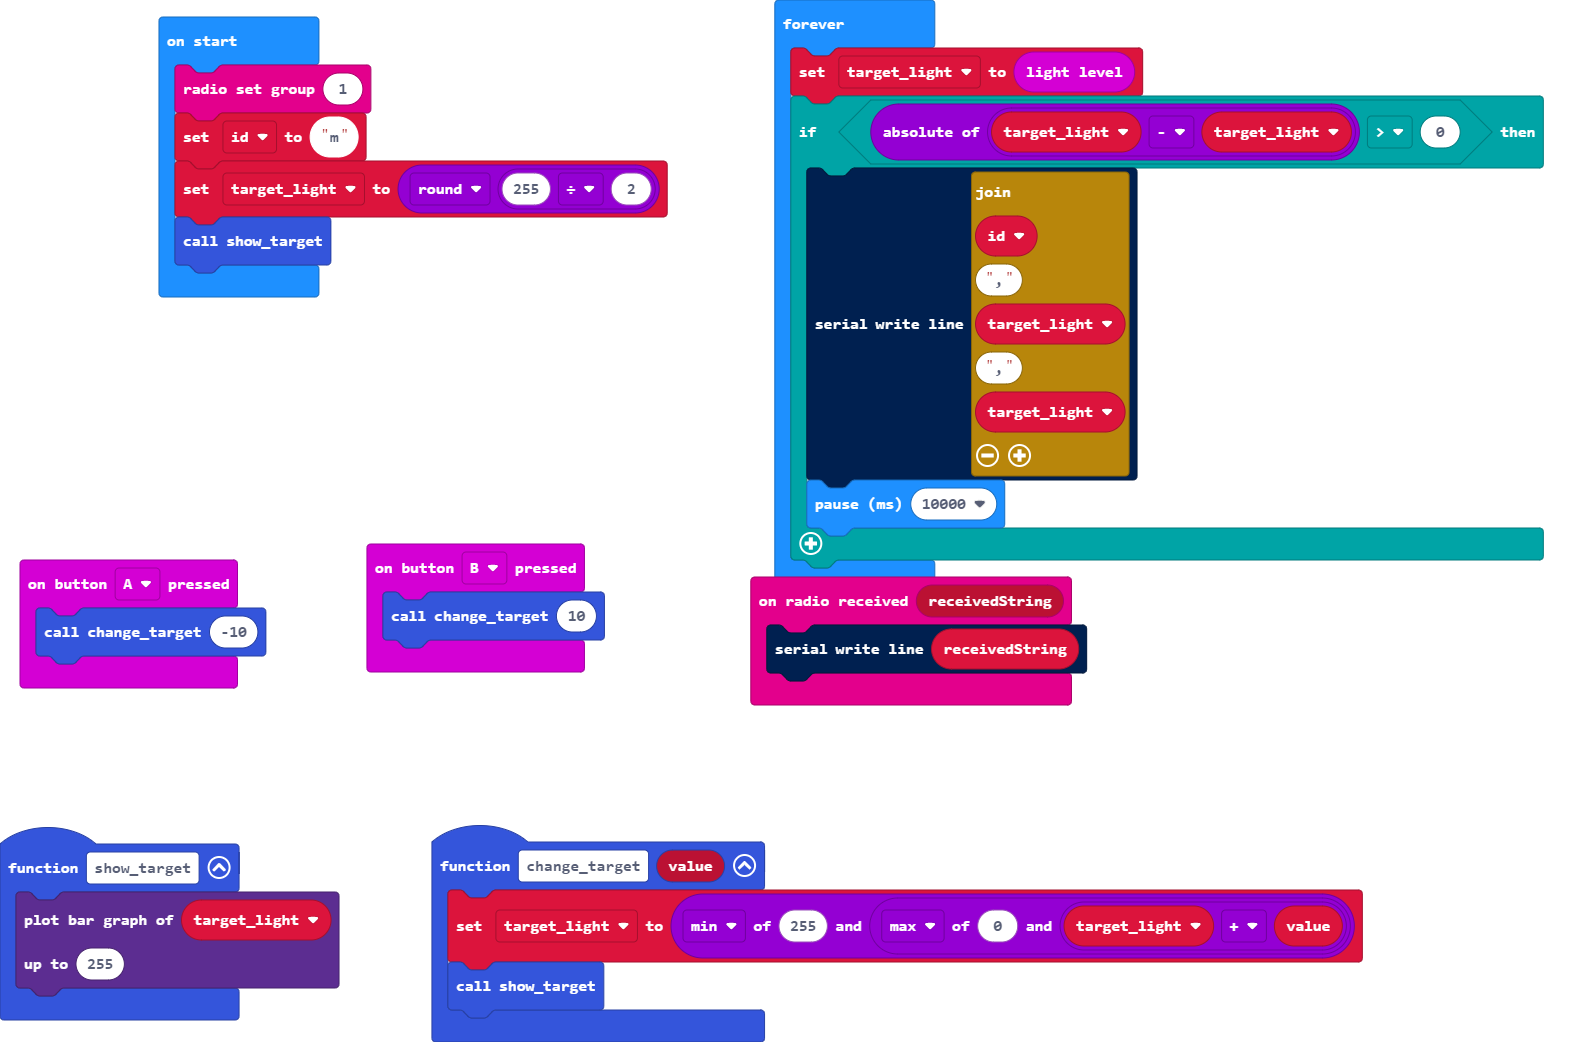 on start
radio set group 1
set id to "m"
set target_light to round 255 ÷ 2
call show_target
forever
set target_light to light level
if absolute of target_light - target_light > 0 then
serial write line join
id
","
target_light
","
target_light
pause (ms) 10000
on button A pressed
call change_target -10
on button B pressed
call change_target 10
on radio received receivedString
serial write line receivedString
function show_target
plot bar graph of target_light
up to 255
function change_target value
set target_light to min of 255 and max of 0 and target_light + value
call show_target